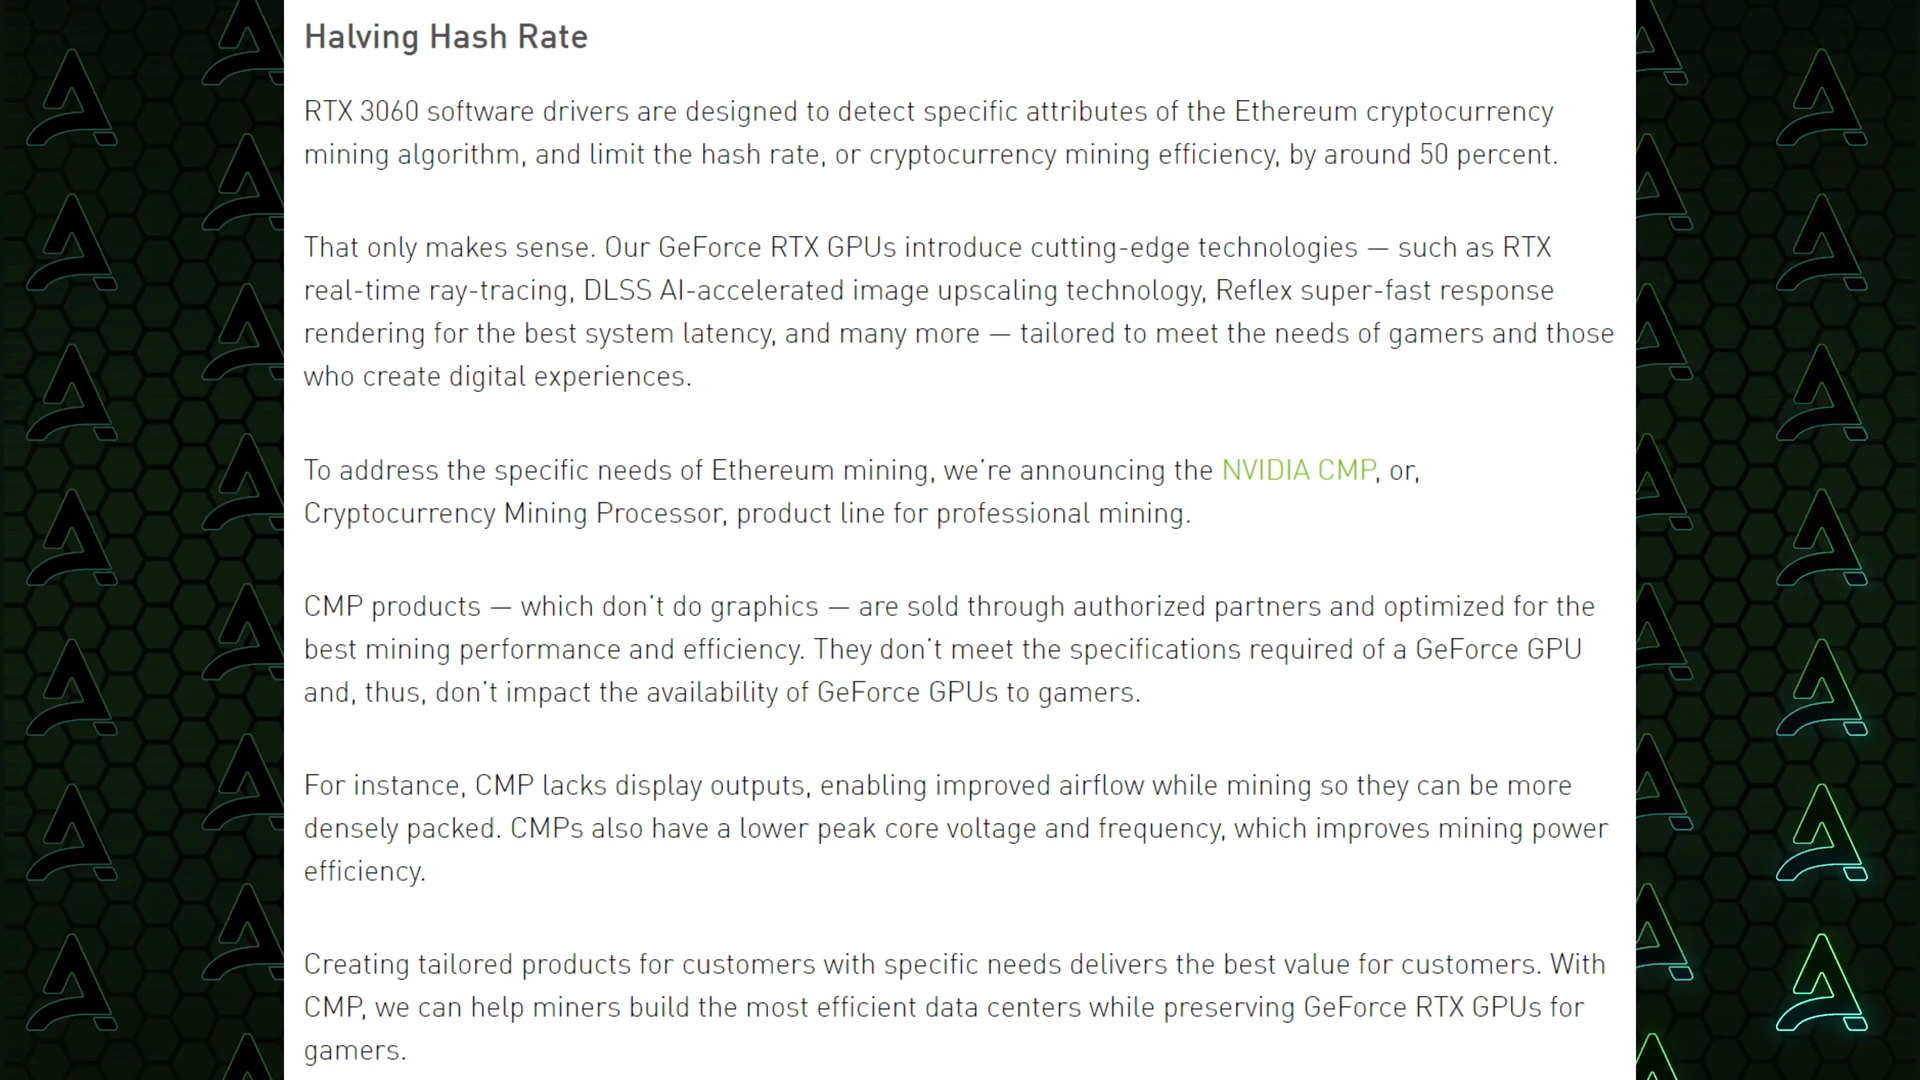 Halving Hash Rate
RTX 3060 software drivers are designed to detect specific attributes of the Ethereum cryptocurrency
mining algorithm, and limit the hash rate, or cryptocurrency mining efficiency, by around 50 percent.
That only makes sense. Our GeForce RTX GPUs introduce cutting-edge technologies — such as RTX
real-time ray-tracing, DLSS AI-accelerated image upscaling technology, Reflex super-fast response
rendering for the best system latency, and many more — tailored to meet the needs of gamers and those
who create digital experiences.
To address the specific needs of Ethereum mining, we’re announcing the NVIDIA CMP, or,
Cryptocurrency Mining Processor, product line for professional mining.
CMP products — which don’t do graphics — are sold through authorized partners and optimized for the
best mining performance and efficiency. They don’t meet the specifications required of a GeForce GPU
and, thus, don’t impact the availability of GeForce GPUs to gamers.
For instance, CMP lacks display outputs, enabling improved airflow while mining so they can be more
densely packed. CMPs also have a lower peak core voltage and frequency, which improves mining power
efficiency.
Creating tailored products for customers with specific needs delivers the best value for customers. With
CMP, we can help miners build the most efficient data centers while preserving GeForce RTX GPUs for
gamers.